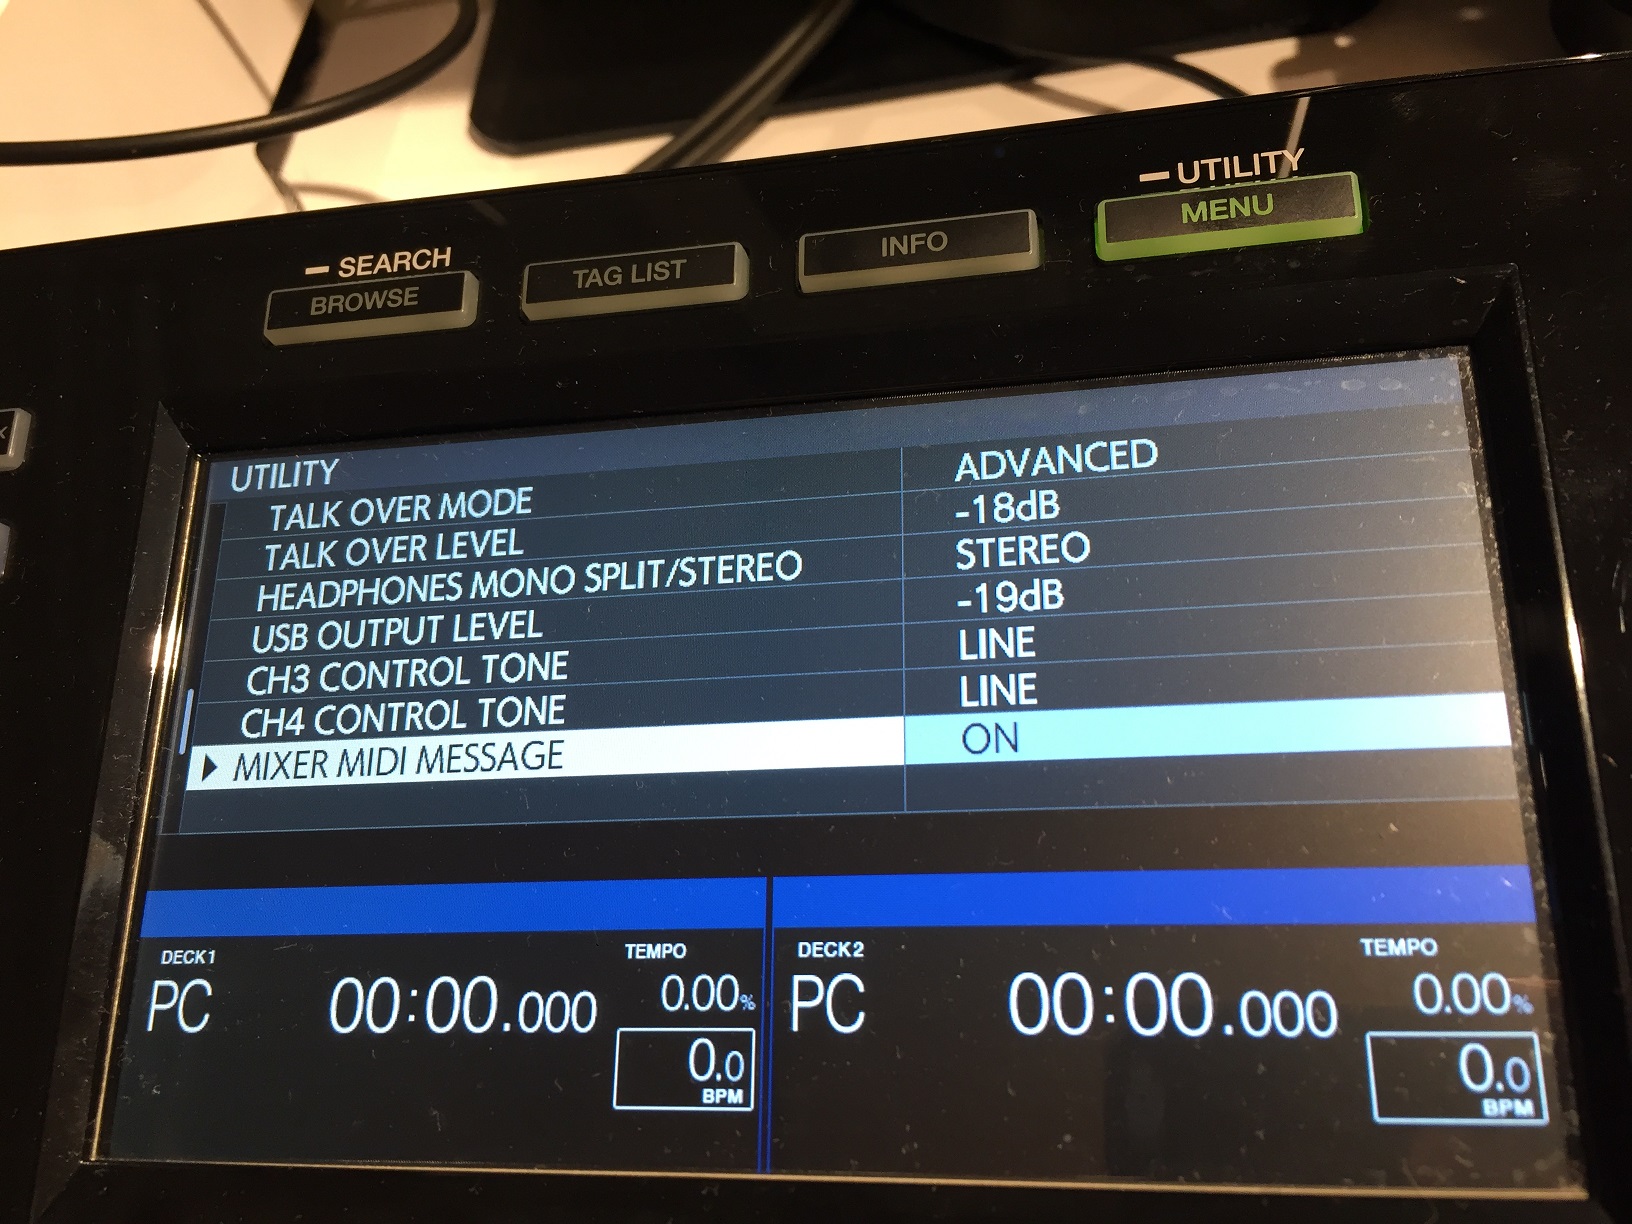 UTILITY
SEARCH
BROWSE
TAG LIST
INFO
MENU
UTILITY
TALK OVER MODE ADVANCED
TALK OVER LEVEL -18dB
HEADPHONES MONO SPLIT/STEREO STEREO
USB OUTPUT LEVEL -19dB
CH3 CONTROL TONE LINE
CH4 CONTROL TONE LINE
MIXER MIDI MESSAGE ON
DECK1 TEMPO
PC 00:00.000 0.00%
0.0
BPM
DECK2 TEMPO
PC 00:00.000 0.00%
0.0
BPM